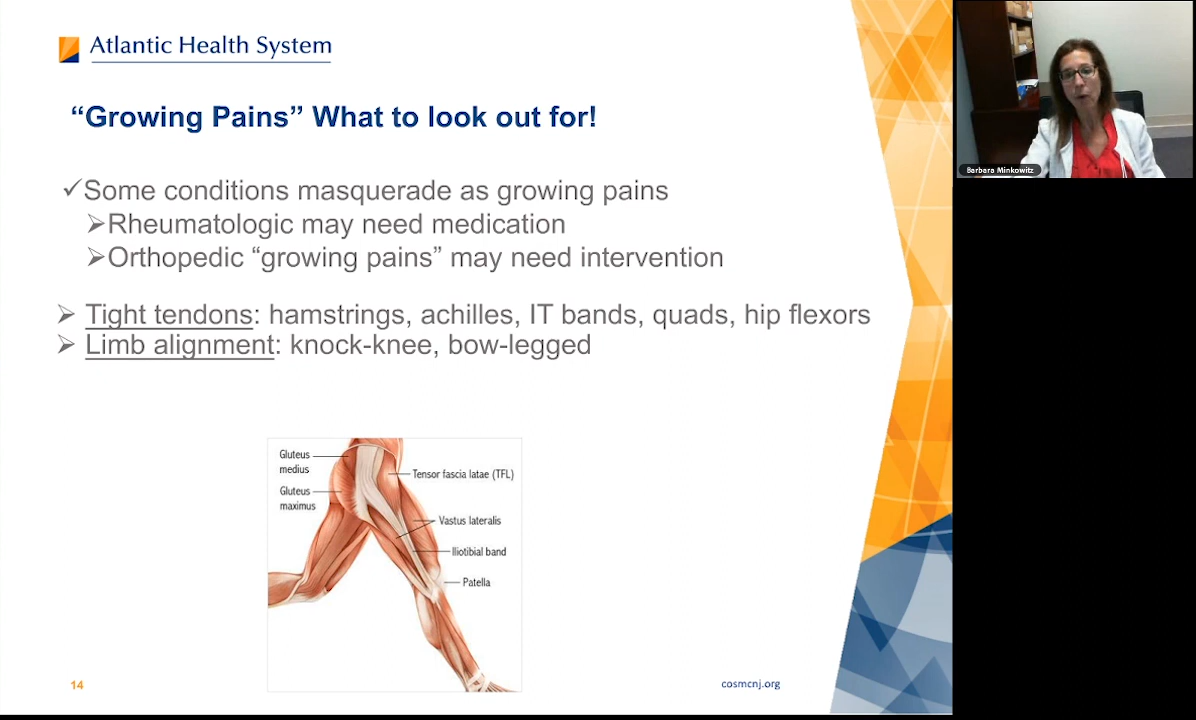 Atlantic Health System
“Growing Pains” What to look out for!
✓Some conditions masquerade as growing pains
➢Rheumatologic may need medication
➢Orthopedic “growing pains” may need intervention
➢ Tight tendons: hamstrings, achilles, IT bands, quads, hip flexors
➢ Limb alignment: knock-knee, bow-legged
Gluteus
medius
Gluteus
maximus
Tensor fascia latae (TFL)
Vastus lateralis
Iliotibial band
Patella
14
cosmcnj.org
Barbara Minkowitz